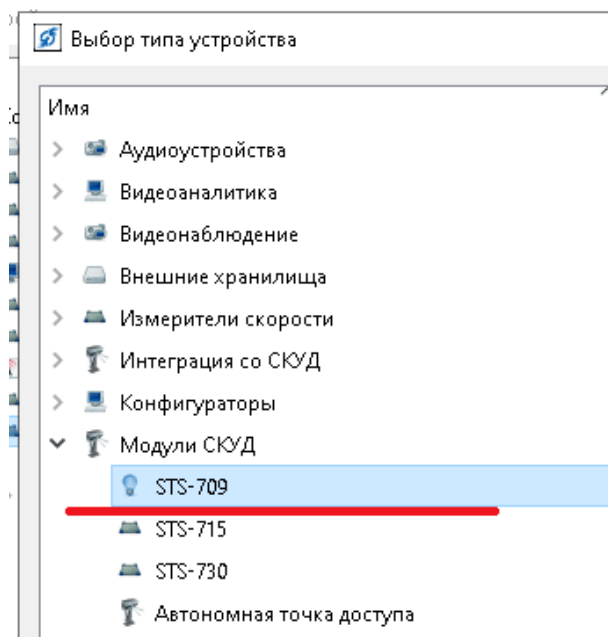 Выбор типа устройства
Имя
Аудиоустройства
Видеоаналитика
Видеонаблюдение
Внешние хранилища
Измерители скорости
Интеграция со СКУД
Конфигураторы
Модули СКУД
STS-709
STS-715
STS-730
Автономная точка доступа